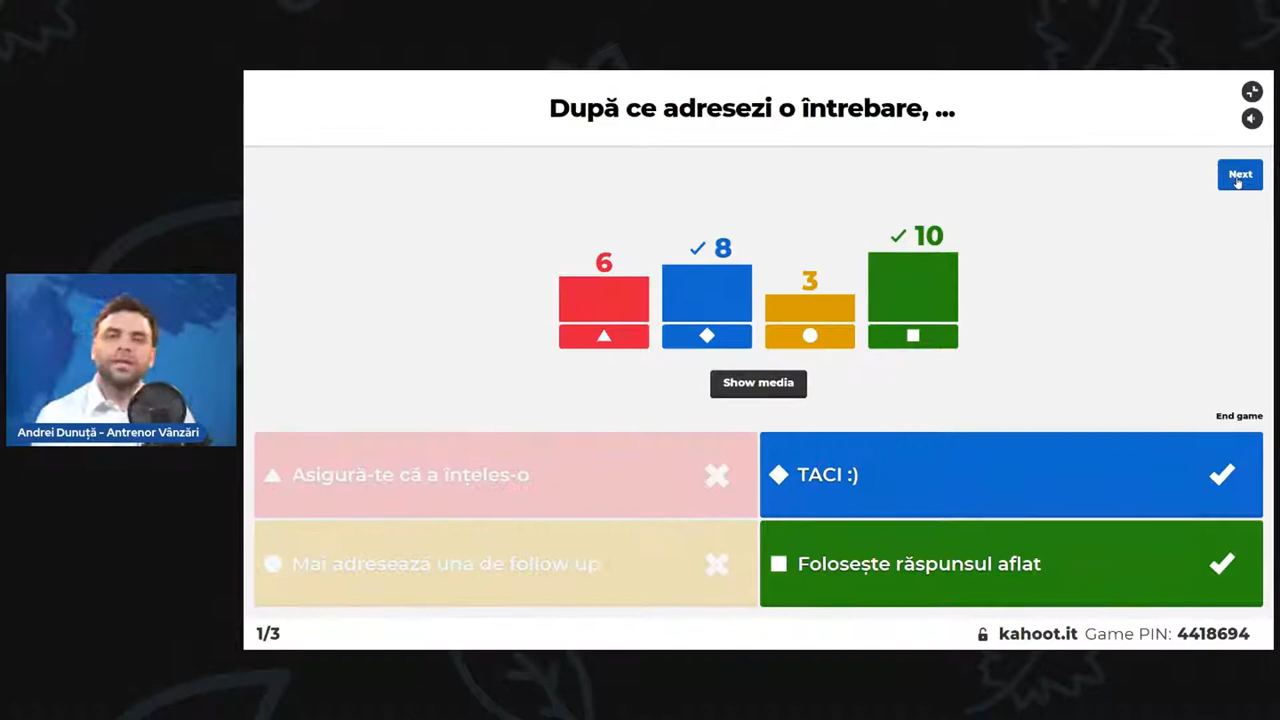 După ce adresezi o întrebare, ...
Next
6
8
3
10
Show media
End game
Andrei Dunuță - Antrenor Vânzări
Asigură-te că a înțeles-o
TACI :)
Mai adresează una de follow up
Folosește răspunsul aflat
1/3
kahoot.it Game PIN: 4418694